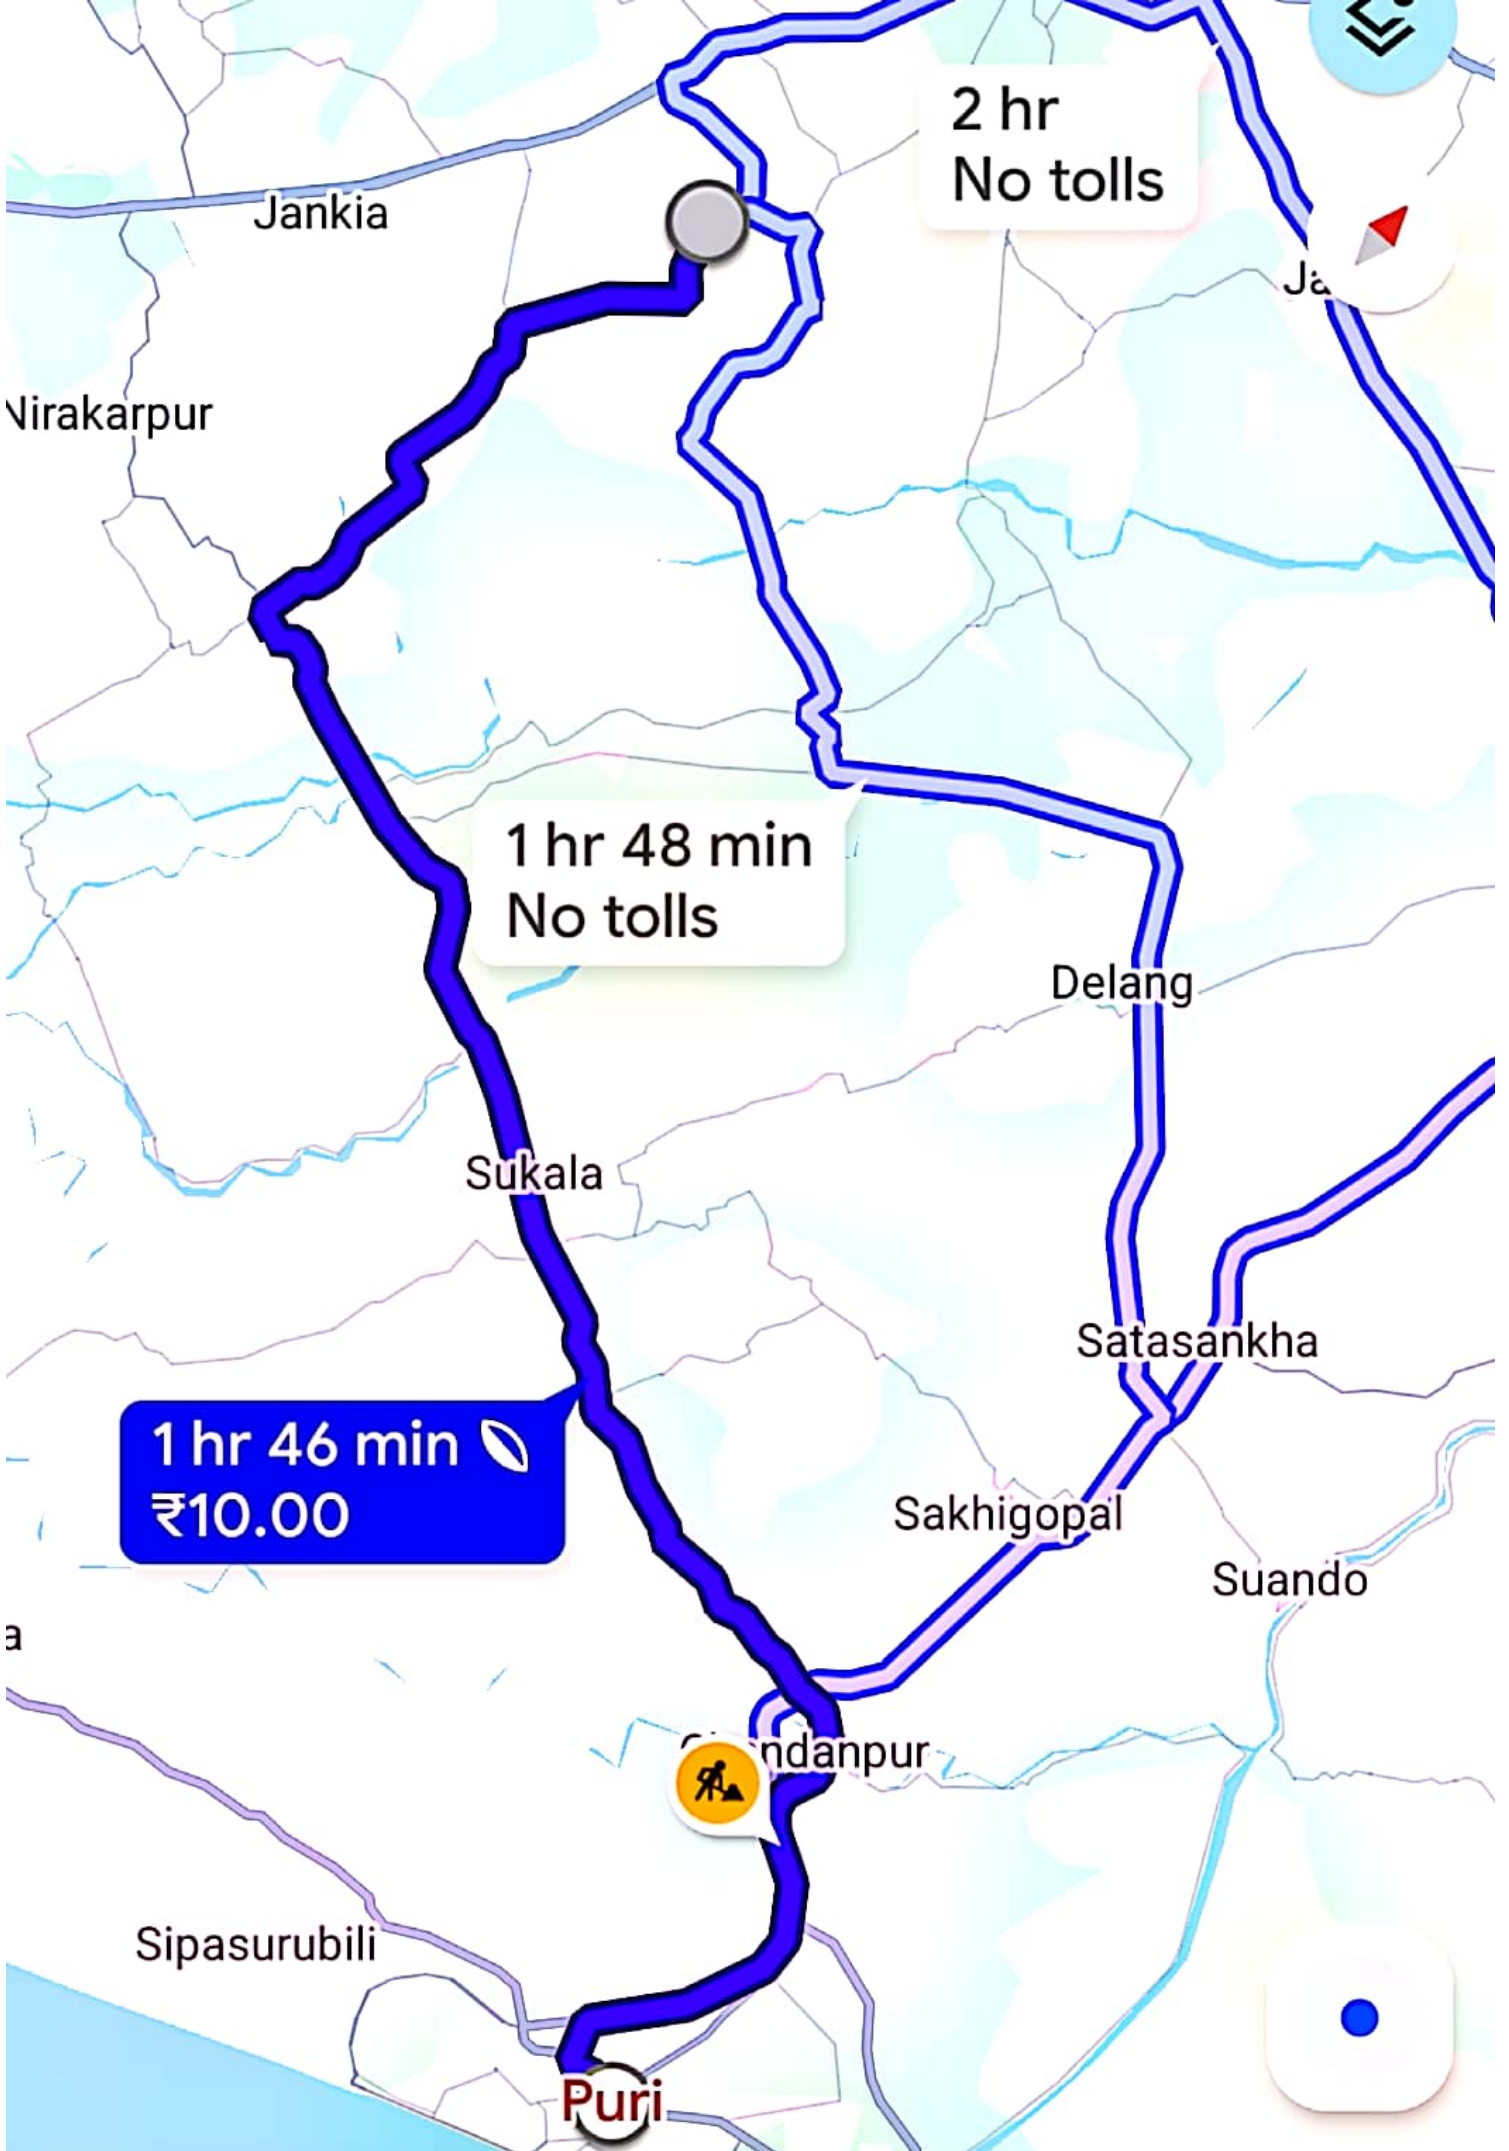 2 hr
No tolls
Jankia
Ja
Nirakarpur
1 hr 48 min
No tolls
Delang
Sukala
Satasankha
1 hr 46 min
₹10.00
Sakhigopal
Suando
a
ndanpur
Sipasurubili
Puri